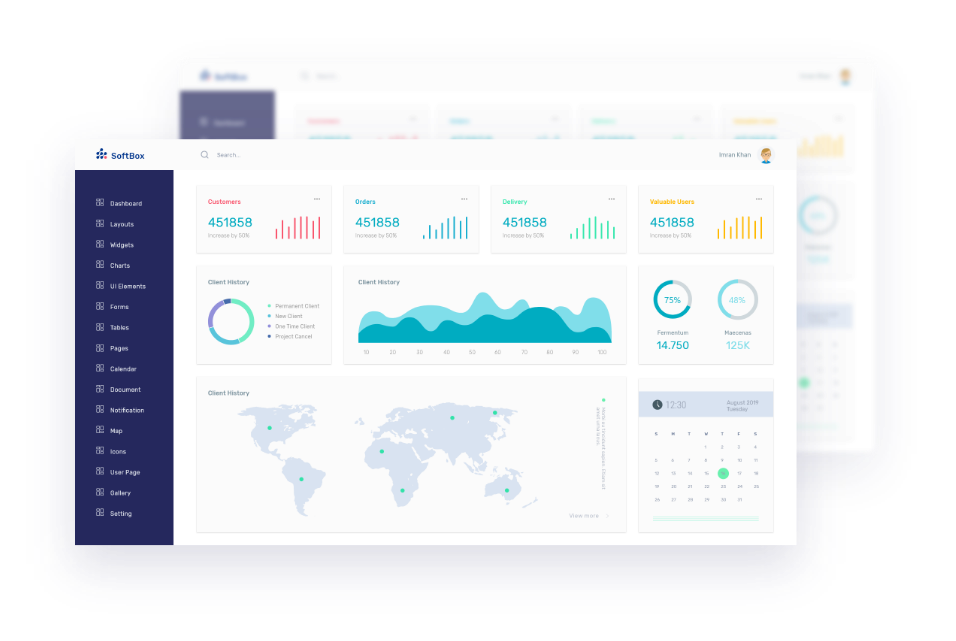 SoftBox
Search...
Imran Khan
Dashboard
Layouts
Widgets
Charts
UI Elements
Forms
Tables
Pages
Calendar
Document
Notification
Map
Icons
User Page
Gallery
Setting
Customers
451858
Increase by 50%
Orders
451858
Increase by 50%
Delivery
451858
Increase by 50%
Valuable Users
451858
Increase by 50%
Client History
Permanent Client
New Client
One Time Client
Project Cancel
Client History
10 20 30 40 50 60 70 80 90 100
75%
Fermentum
14.750
48%
Maecenas
125K
Client History
View more
12:30
August 2019
Tuesday
S M T W T F S
1 2 3 4
5 6 7 8 9 10 11
12 13 14 15 16 17 18
19 20 21 22 23 24 25
26 27 28 29 30 31